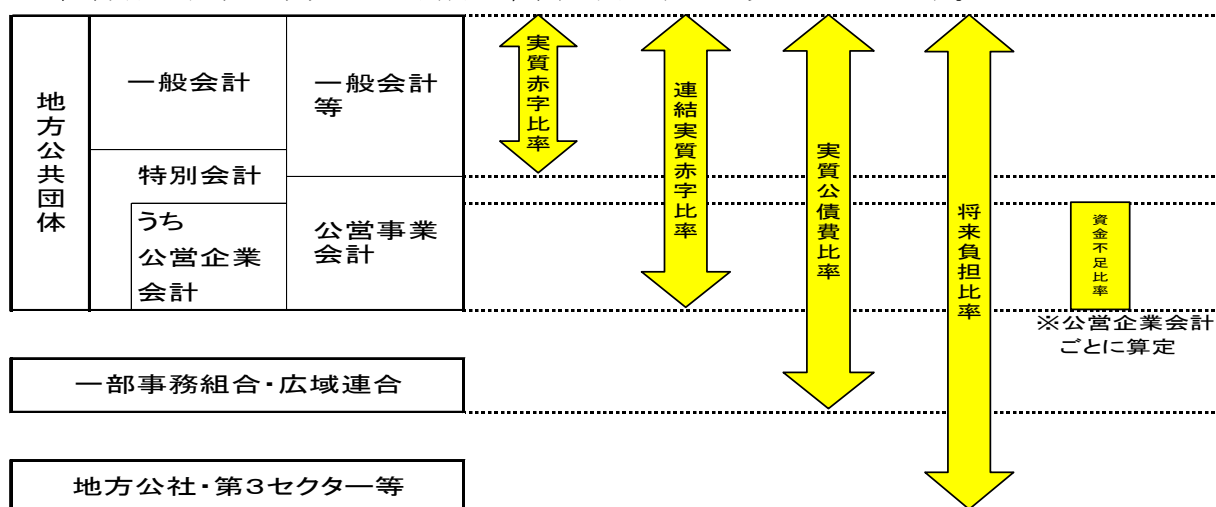 地方公共団体
一般会計
一般会計
等
特別会計
うち
公営企業
会計
公営事業
会計
実質赤字比率
連結実質赤字比率
実質公債費比率
将来負担比率
資金不足比率
※公営企業会計
ごとに算定
一部事務組合・広域連合
地方公社・第3セクター等